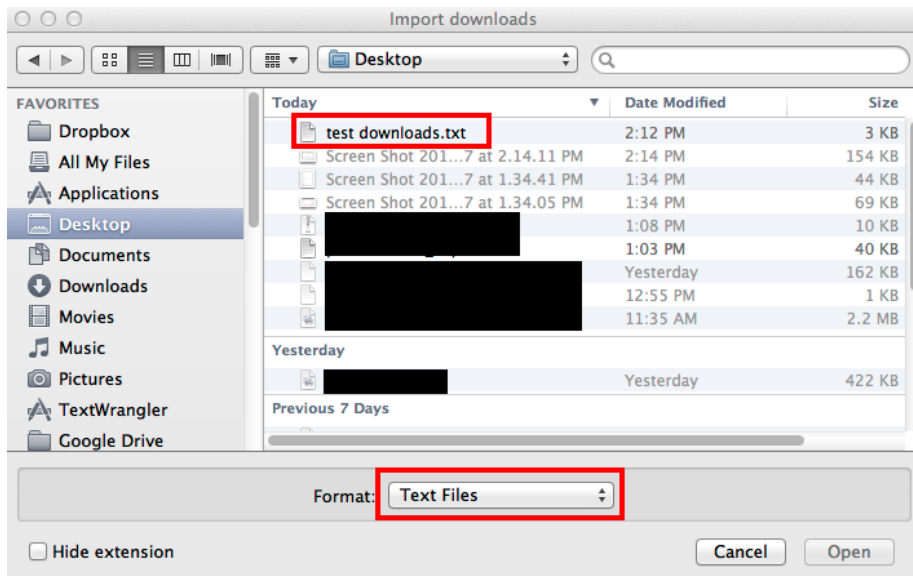 Import downloads
Desktop
FAVORITES
Dropbox
All My Files
Applications
Desktop
Documents
Downloads
Movies
Music
Pictures
TextWrangler
Google Drive
Today Date Modified Size
test downloads.txt 2:12 PM 3 KB
Screen Shot 201...7 at 2.14.11 PM 2:14 PM 154 KB
Screen Shot 201...7 at 1.34.41 PM 1:34 PM 44 KB
Screen Shot 201...7 at 1.34.05 PM 1:34 PM 69 KB
1:08 PM 10 KB
1:03 PM 40 KB
Yesterday 162 KB
12:55 PM 1 KB
11:35 AM 2.2 MB
Yesterday
Yesterday 422 KB
Previous 7 Days
Format: Text Files
Hide extension
Cancel Open